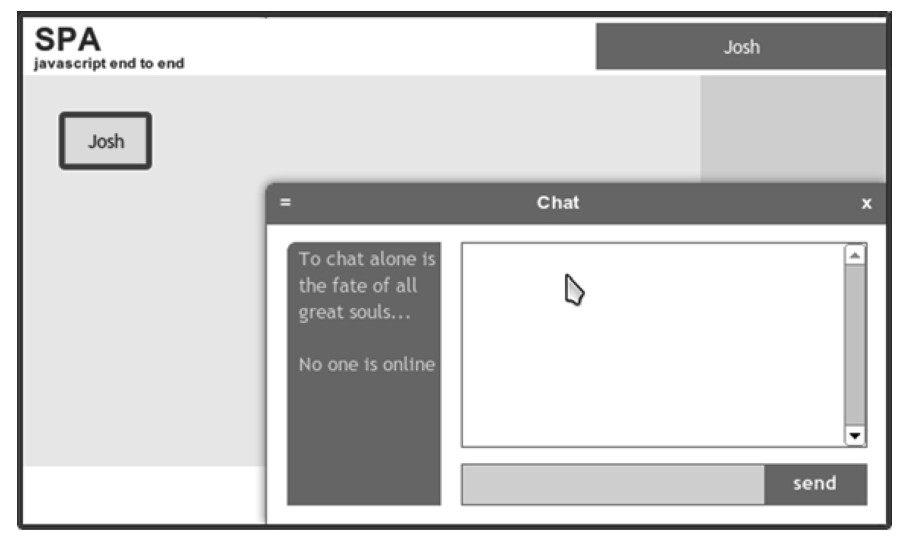 SPA
javascript end to end
Josh
Josh
= Chat x
To chat alone is
the fate of all
great souls...
No one is online
send